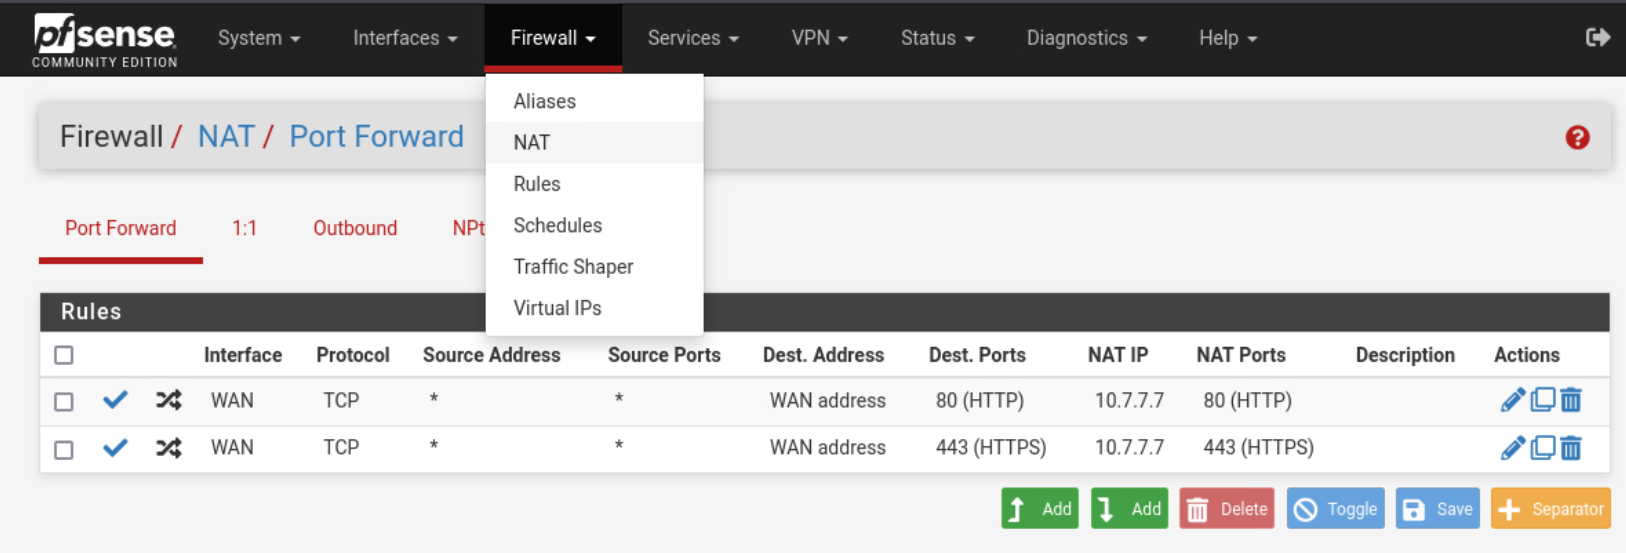 pfsense COMMUNITY EDITION System Interfaces Firewall Services VPN Status Diagnostics Help
Aliases
Firewall / NAT / Port Forward
NAT
Rules
Port Forward 1:1 Outbound NPt
Schedules
Traffic Shaper
Virtual IPs
Rules
Interface Protocol Source Address Source Ports Dest. Address Dest. Ports NAT IP NAT Ports Description Actions
WAN TCP * * WAN address 80 (HTTP) 10.7.7.7 80 (HTTP)
WAN TCP * * WAN address 443 (HTTPS) 10.7.7.7 443 (HTTPS)
Add Add Delete Toggle Save Separator